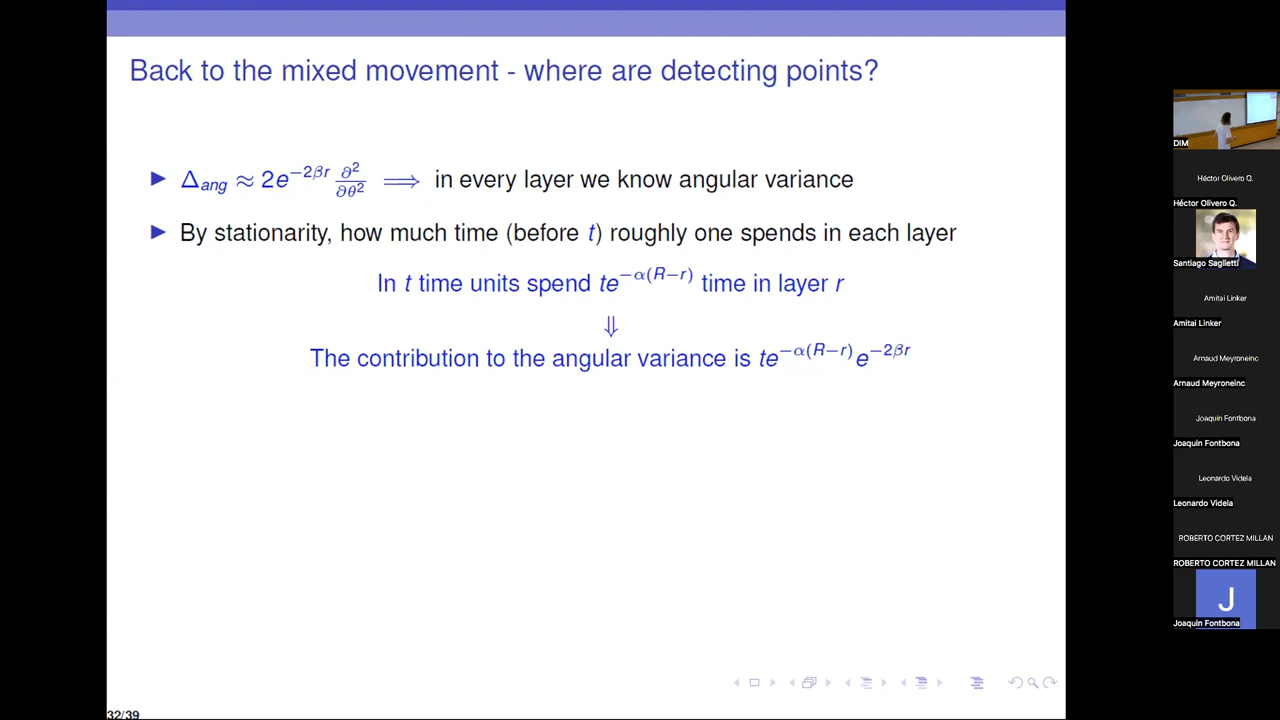 Back to the mixed movement - where are detecting points?
▶ Δ_ang ≈ 2e^{−2βr} ∂²/∂θ² ⟹ in every layer we know angular variance
▶ By stationarity, how much time (before t) roughly one spends in each layer
In t time units spend te^{−α(R−r)} time in layer r
⇓
The contribution to the angular variance is te^{−α(R−r)}e^{−2βr}
32/39
DIM
Héctor Olivero Q.
Héctor Olivero Q.
Santiago Saglietti
Amitai Linker
Amitai Linker
Arnaud Meyroneinc
Arnaud Meyroneinc
Joaquin Fontbona
Joaquin Fontbona
Leonardo Videla
Leonardo Videla
ROBERTO CORTEZ MILLAN
ROBERTO CORTEZ MILLAN
J
Joaquin Fontbona